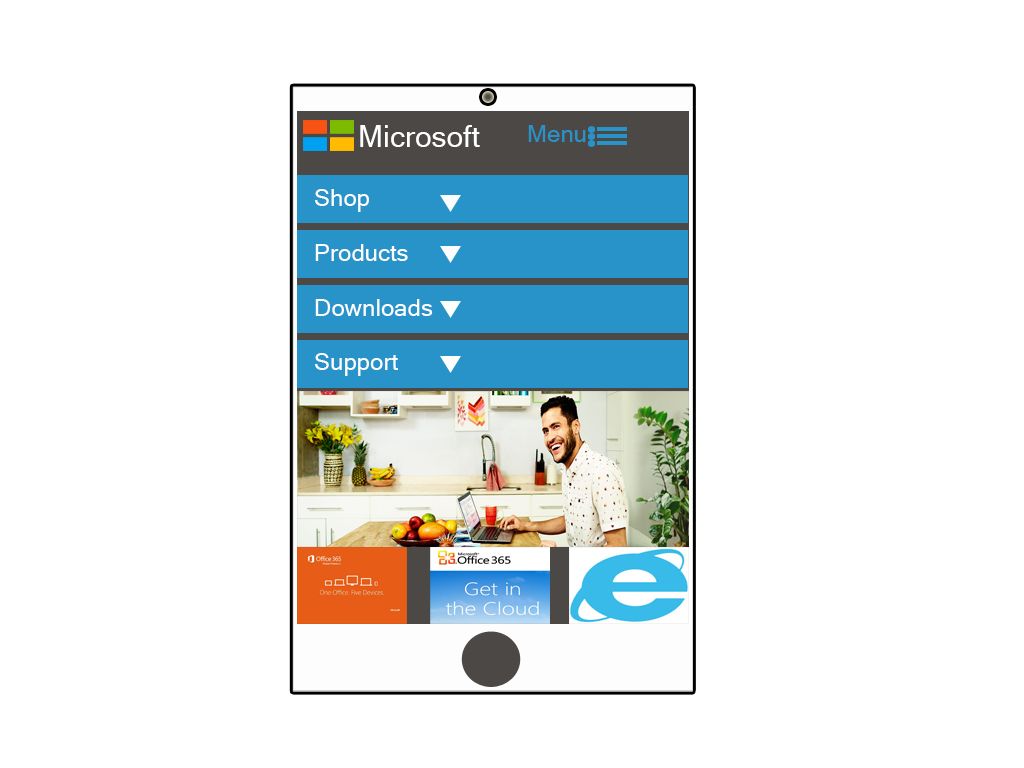 Microsoft
Menu
Shop
Products
Downloads
Support
Office 365
One Office. Five Devices.
Microsoft
Office 365
Get in
the Cloud